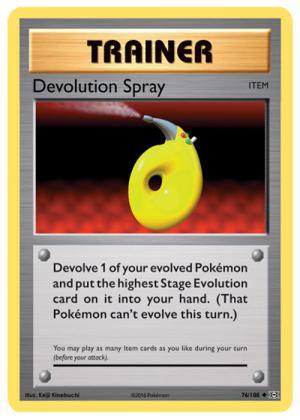 TRAINER
Devolution Spray ITEM
Devolve 1 of your evolved Pokémon
and put the highest Stage Evolution
card on it into your hand. (That
Pokémon can't evolve this turn.)
You may play as many Item cards as you like during your turn
(before your attack).
Illus. Keiji Kinebuchi 76/108
©2016 Pokémon